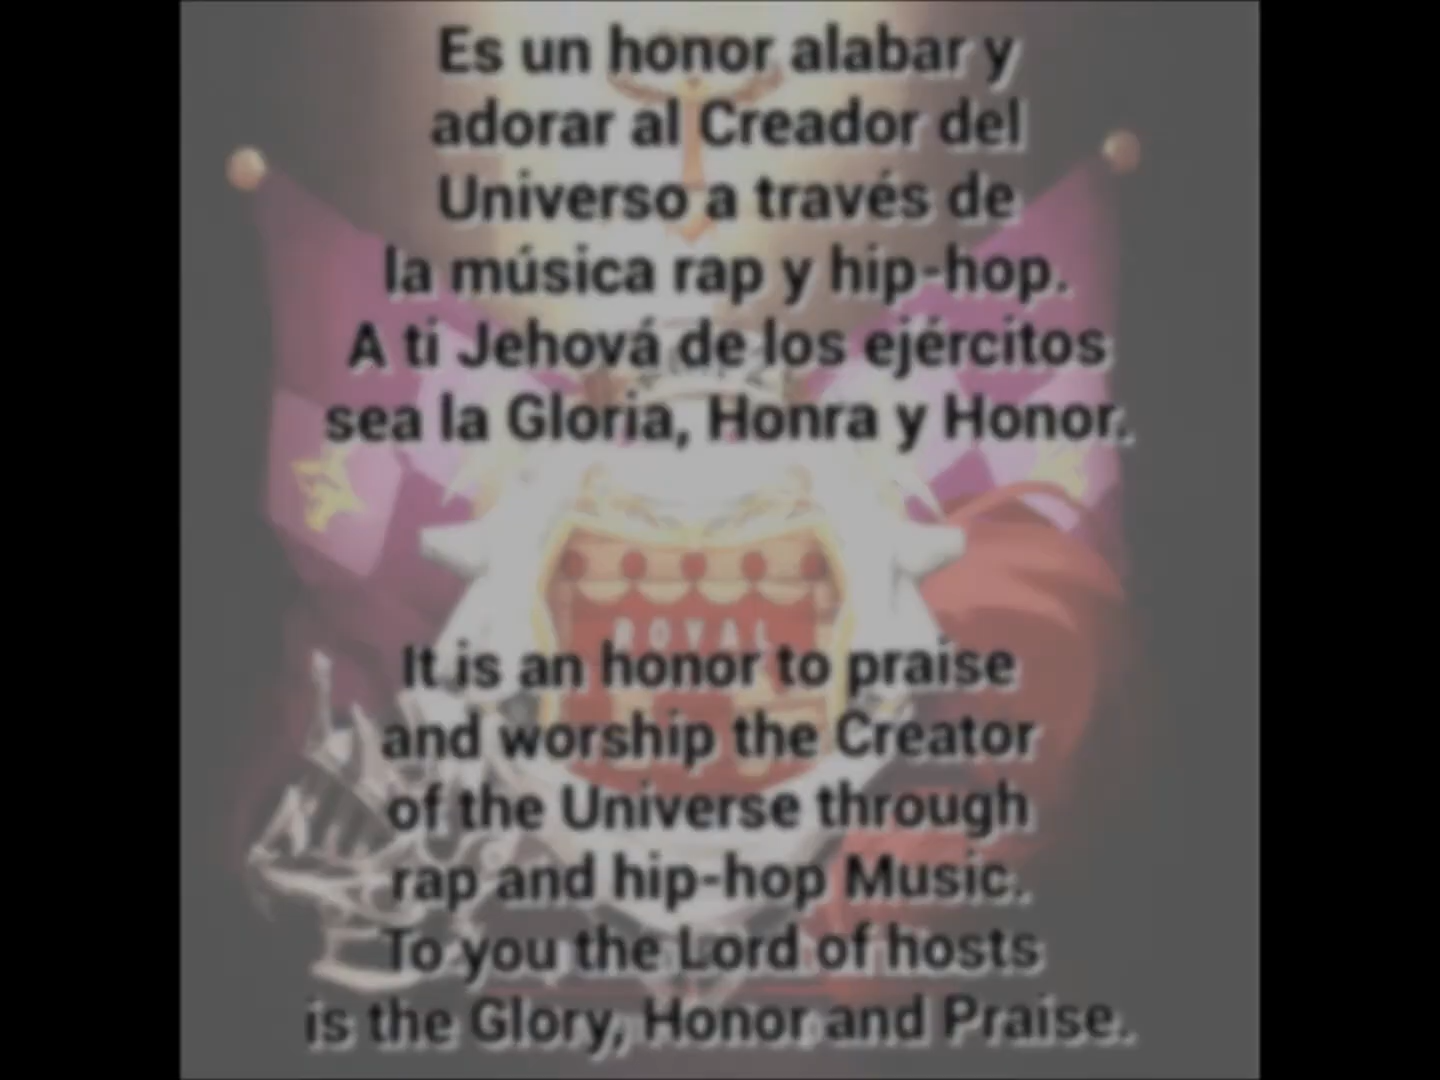 Es un honor alabar y
adorar al Creador del
Universo a través de
la música rap y hip-hop.
A ti Jehová de los ejércitos
sea la Gloria, Honra y Honor.
ROYAL
It is an honor to praise
and worship the Creator
of the Universe through
rap and hip-hop Music.
To you the Lord of hosts
is the Glory, Honor and Praise.